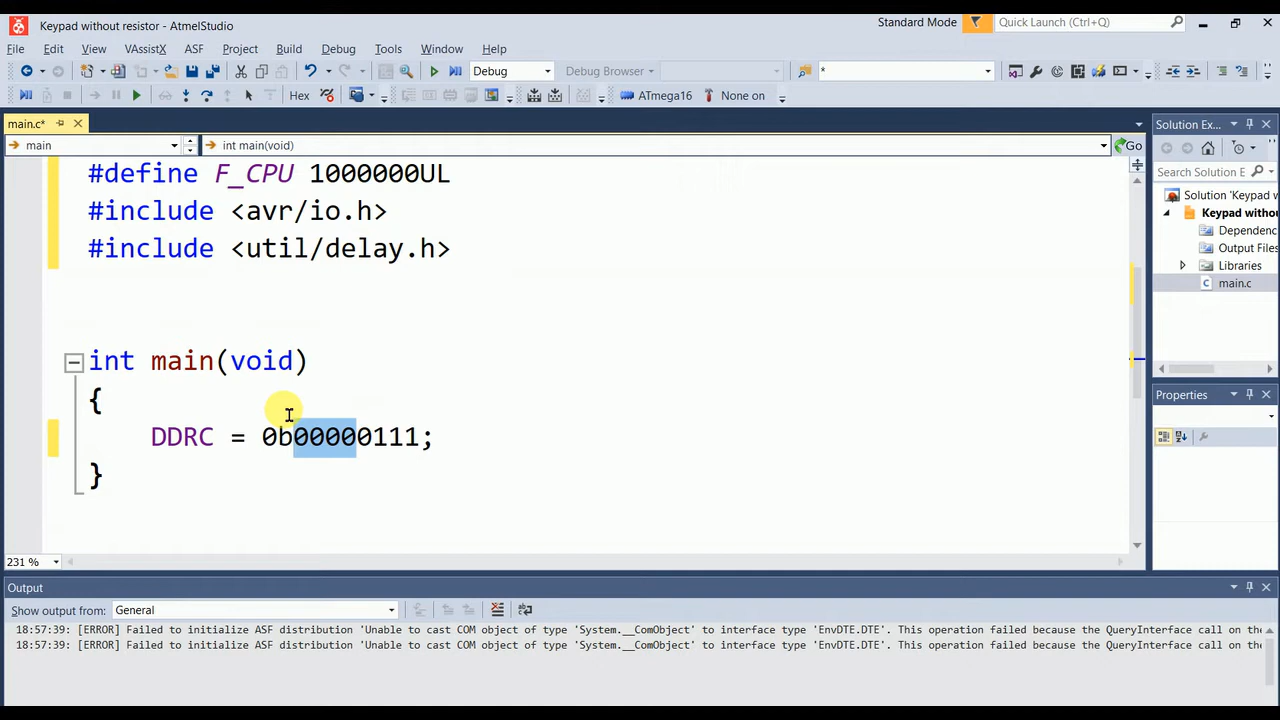 Keypad without resistor - AtmelStudio
Standard Mode
Quick Launch (Ctrl+Q)
File Edit View VAssistX ASF Project Build Debug Tools Window Help
Debug
Debug Browser
*
Hex
ATmega16
None on
main.c*
main
int main(void)
Go
#define F_CPU 1000000UL
#include <avr/io.h>
#include <util/delay.h>
int main(void)
{
DDRC = 0b00000111;
}
231 %
Solution Ex...
Search Solution E
Solution 'Keypad w
Keypad withou
Dependenc
Output Files
Libraries
main.c
Properties
Output
Show output from: General
18:57:39: [ERROR] Failed to initialize ASF distribution 'Unable to cast COM object of type 'System.__ComObject' to interface type 'EnvDTE.DTE'. This operation failed because the QueryInterface call on the
18:57:39: [ERROR] Failed to initialize ASF distribution 'Unable to cast COM object of type 'System.__ComObject' to interface type 'EnvDTE.DTE'. This operation failed because the QueryInterface call on the